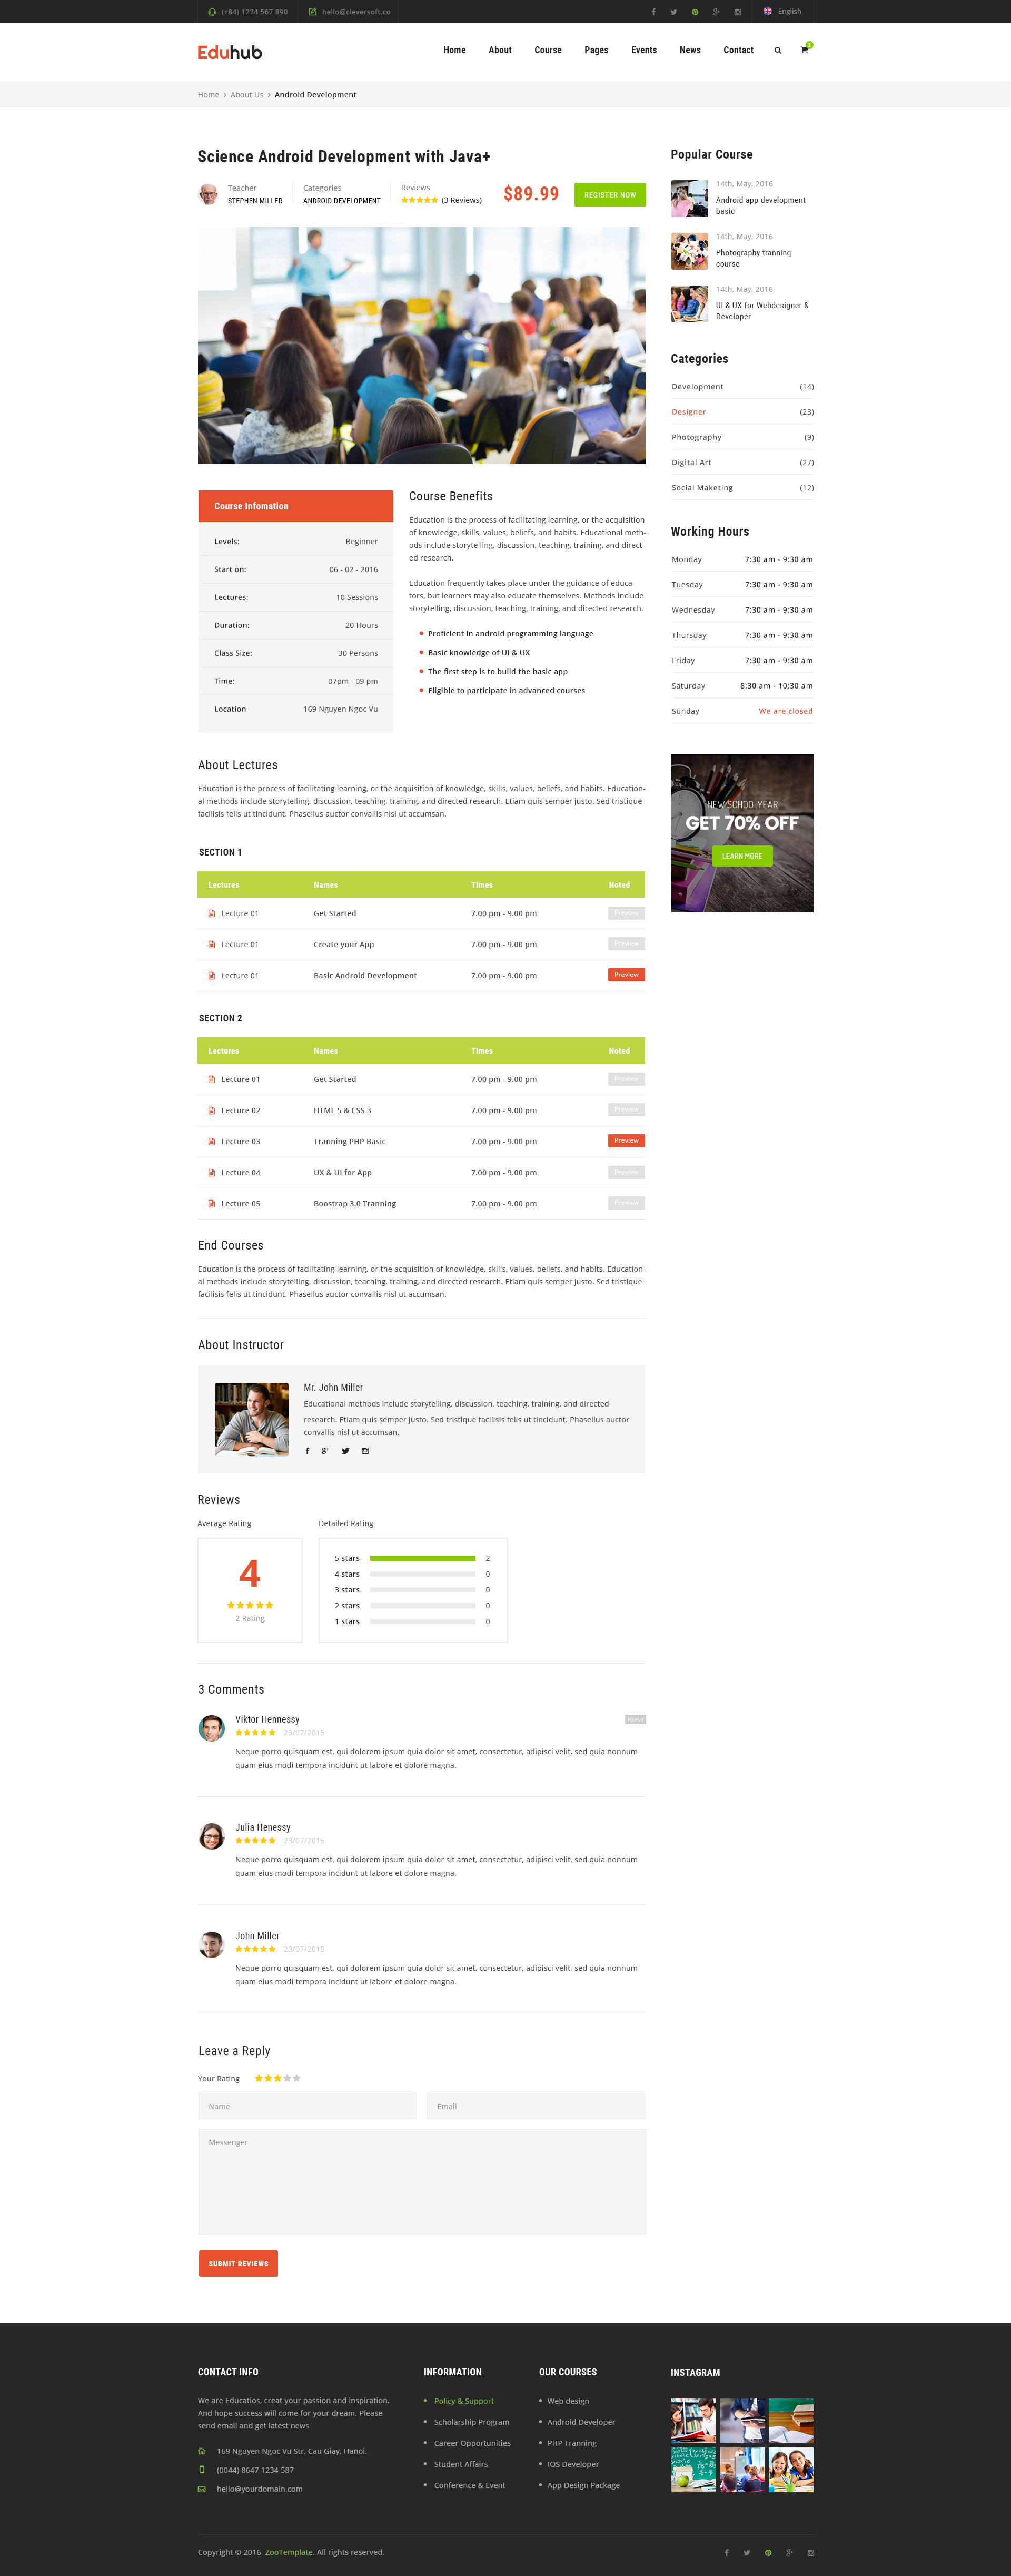 (+84) 1234 567 890
hello@cleversoft.co
English
Eduhub
Home
About
Course
Pages
Events
News
Contact
2
Home > About Us > Android Development
Science Android Development with Java+
Teacher
STEPHEN MILLER
Categories
ANDROID DEVELOPMENT
Reviews
(3 Reviews)
$89.99
REGISTER NOW
Course Infomation
Levels: Beginner
Start on: 06 - 02 - 2016
Lectures: 10 Sessions
Duration: 20 Hours
Class Size: 30 Persons
Time: 07pm - 09 pm
Location 169 Nguyen Ngoc Vu
Course Benefits
Education is the process of facilitating learning, or the acquisition
of knowledge, skills, values, beliefs, and habits. Educational meth-
ods include storytelling, discussion, teaching, training, and direct-
ed research.
Education frequently takes place under the guidance of educa-
tors, but learners may also educate themselves. Methods include
storytelling, discussion, teaching, training, and directed research.
Proficient in android programming language
Basic knowledge of UI & UX
The first step is to build the basic app
Eligible to participate in advanced courses
About Lectures
Education is the process of facilitating learning, or the acquisition of knowledge, skills, values, beliefs, and habits. Education-
al methods include storytelling, discussion, teaching, training, and directed research. Etiam quis semper justo. Sed tristique
facilisis felis ut tincidunt. Phasellus auctor convallis nisl ut accumsan.
SECTION 1
Lectures Names Times Noted
Lecture 01 Get Started 7.00 pm - 9.00 pm Preview
Lecture 01 Create your App 7.00 pm - 9.00 pm Preview
Lecture 01 Basic Android Development 7.00 pm - 9.00 pm Preview
SECTION 2
Lectures Names Times Noted
Lecture 01 Get Started 7.00 pm - 9.00 pm Preview
Lecture 02 HTML 5 & CSS 3 7.00 pm - 9.00 pm Preview
Lecture 03 Tranning PHP Basic 7.00 pm - 9.00 pm Preview
Lecture 04 UX & UI for App 7.00 pm - 9.00 pm Preview
Lecture 05 Boostrap 3.0 Tranning 7.00 pm - 9.00 pm Preview
End Courses
Education is the process of facilitating learning, or the acquisition of knowledge, skills, values, beliefs, and habits. Education-
al methods include storytelling, discussion, teaching, training, and directed research. Etiam quis semper justo. Sed tristique
facilisis felis ut tincidunt. Phasellus auctor convallis nisl ut accumsan.
About Instructor
Mr. John Miller
Educational methods include storytelling, discussion, teaching, training, and directed
research. Etiam quis semper justo. Sed tristique facilisis felis ut tincidunt. Phasellus auctor
convallis nisl ut accumsan.
Reviews
Average Rating
4
2 Rating
Detailed Rating
5 stars 2
4 stars 0
3 stars 0
2 stars 0
1 stars 0
3 Comments
Viktor Hennessy
REPLY
23/07/2015
Neque porro quisquam est, qui dolorem ipsum quia dolor sit amet, consectetur, adipisci velit, sed quia nonnum
quam eius modi tempora incidunt ut labore et dolore magna.
Julia Henessy
23/07/2015
Neque porro quisquam est, qui dolorem ipsum quia dolor sit amet, consectetur, adipisci velit, sed quia nonnum
quam eius modi tempora incidunt ut labore et dolore magna.
John Miller
23/07/2015
Neque porro quisquam est, qui dolorem ipsum quia dolor sit amet, consectetur, adipisci velit, sed quia nonnum
quam eius modi tempora incidunt ut labore et dolore magna.
Leave a Reply
Your Rating
Name
Email
Messenger
SUBMIT REVIEWS
Popular Course
14th, May, 2016
Android app development
basic
14th, May, 2016
Photography tranning
course
14th, May, 2016
UI & UX for Webdesigner &
Developer
Categories
Development (14)
Designer (23)
Photography (9)
Digital Art (27)
Social Maketing (12)
Working Hours
Monday 7:30 am - 9:30 am
Tuesday 7:30 am - 9:30 am
Wednesday 7:30 am - 9:30 am
Thursday 7:30 am - 9:30 am
Friday 7:30 am - 9:30 am
Saturday 8:30 am - 10:30 am
Sunday We are closed
NEW SCHOOLYEAR
GET 70% OFF
LEARN MORE
CONTACT INFO
We are Educatios, creat your passion and inspiration.
And hope success will come for your dream. Please
send email and get latest news
169 Nguyen Ngoc Vu Str, Cau Giay, Hanoi.
(0044) 8647 1234 587
hello@yourdomain.com
INFORMATION
Policy & Support
Scholarship Program
Career Opportunities
Student Affairs
Conference & Event
OUR COURSES
Web design
Android Developer
PHP Tranning
IOS Developer
App Design Package
INSTAGRAM
Copyright © 2016 ZooTemplate. All rights reserved.